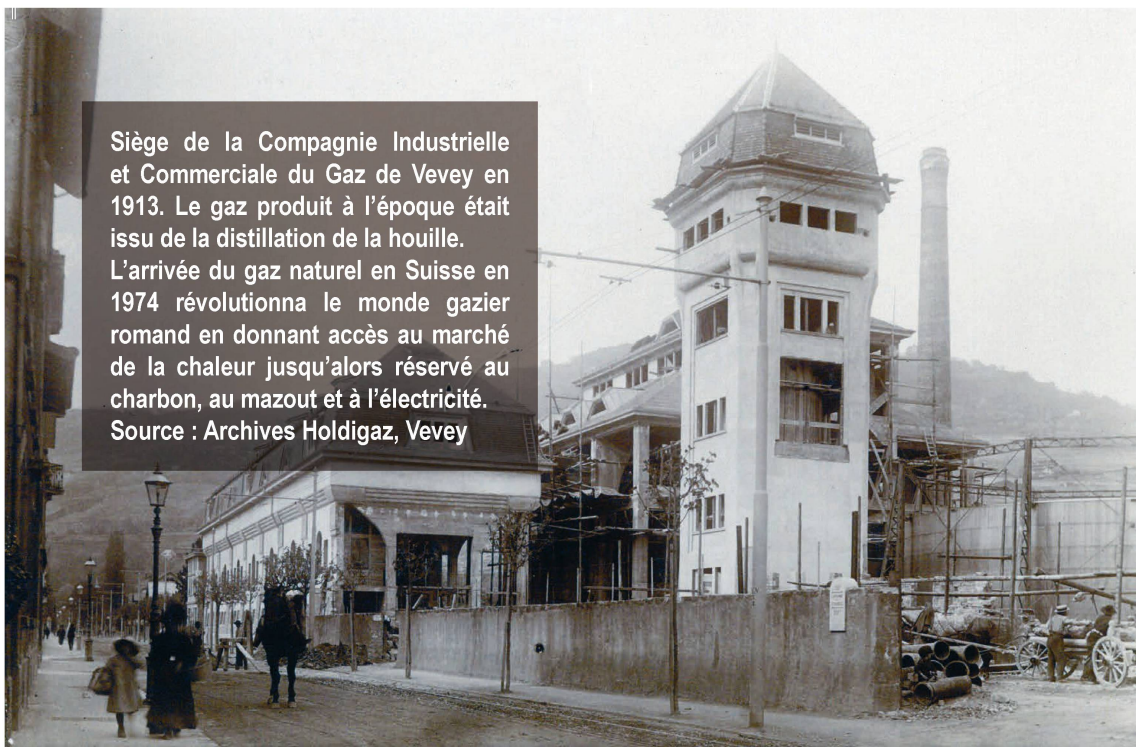 Siège de la Compagnie Industrielle
et Commerciale du Gaz de Vevey en
1913. Le gaz produit à l’époque était
issu de la distillation de la houille.
L’arrivée du gaz naturel en Suisse en
1974 révolutionna le monde gazier
romand en donnant accès au marché
de la chaleur jusqu’alors réservé au
charbon, au mazout et à l’électricité.
Source : Archives Holdigaz, Vevey